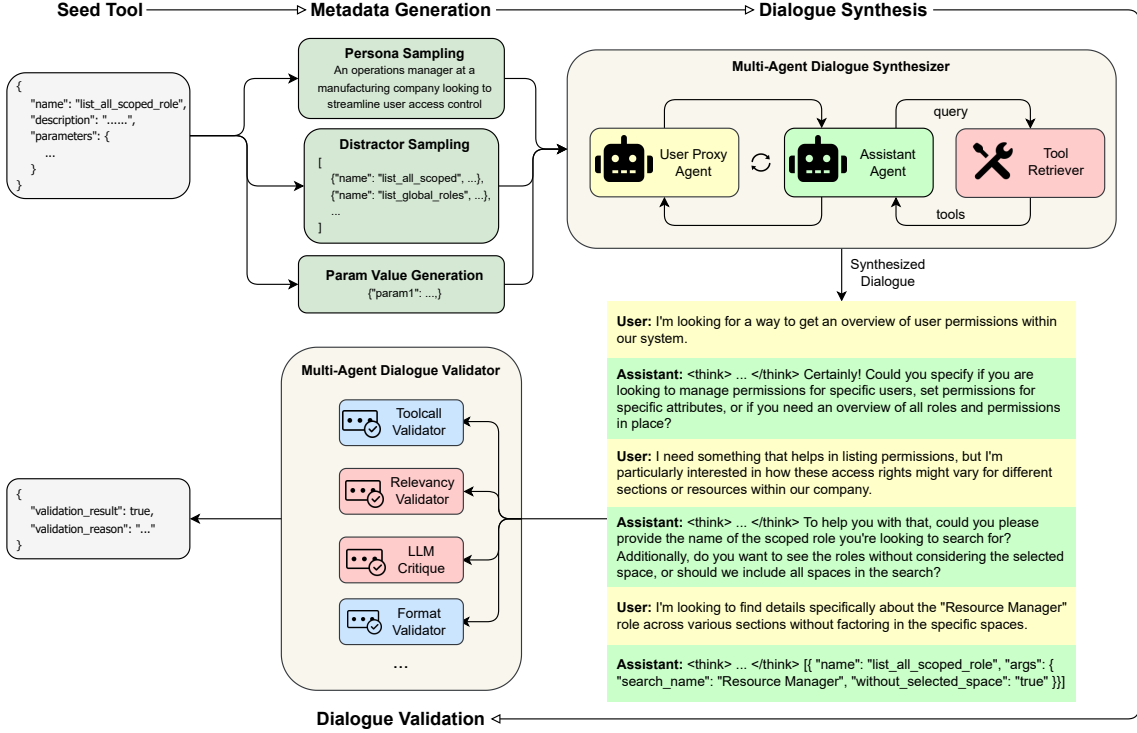 Seed Tool
Metadata Generation
Dialogue Synthesis
{
"name": "list_all_scoped_role",
"description": "......",
"parameters": {
...
}
}
Persona Sampling
An operations manager at a
manufacturing company looking to
streamline user access control
Distractor Sampling
[
{"name": "list_all_scoped", ...},
{"name": "list_global_roles", ...},
...
]
Param Value Generation
{"param1": ...,}
Multi-Agent Dialogue Synthesizer
User Proxy
Agent
Assistant
Agent
query
tools
Tool
Retriever
Synthesized
Dialogue
User: I'm looking for a way to get an overview of user permissions within
our system.
Assistant: <think> ... </think> Certainly! Could you specify if you are
looking to manage permissions for specific users, set permissions for
specific attributes, or if you need an overview of all roles and permissions
in place?
User: I need something that helps in listing permissions, but I'm
particularly interested in how these access rights might vary for different
sections or resources within our company.
Assistant: <think> ... </think> To help you with that, could you please
provide the name of the scoped role you're looking to search for?
Additionally, do you want to see the roles without considering the selected
space, or should we include all spaces in the search?
User: I'm looking to find details specifically about the "Resource Manager"
role across various sections without factoring in the specific spaces.
Assistant: <think> ... </think> [{ "name": "list_all_scoped_role", "args": {
"search_name": "Resource Manager", "without_selected_space": "true" }}]
Multi-Agent Dialogue Validator
Toolcall
Validator
Relevancy
Validator
LLM
Critique
Format
Validator
...
{
"validation_result": true,
"validation_reason": "..."
}
Dialogue Validation